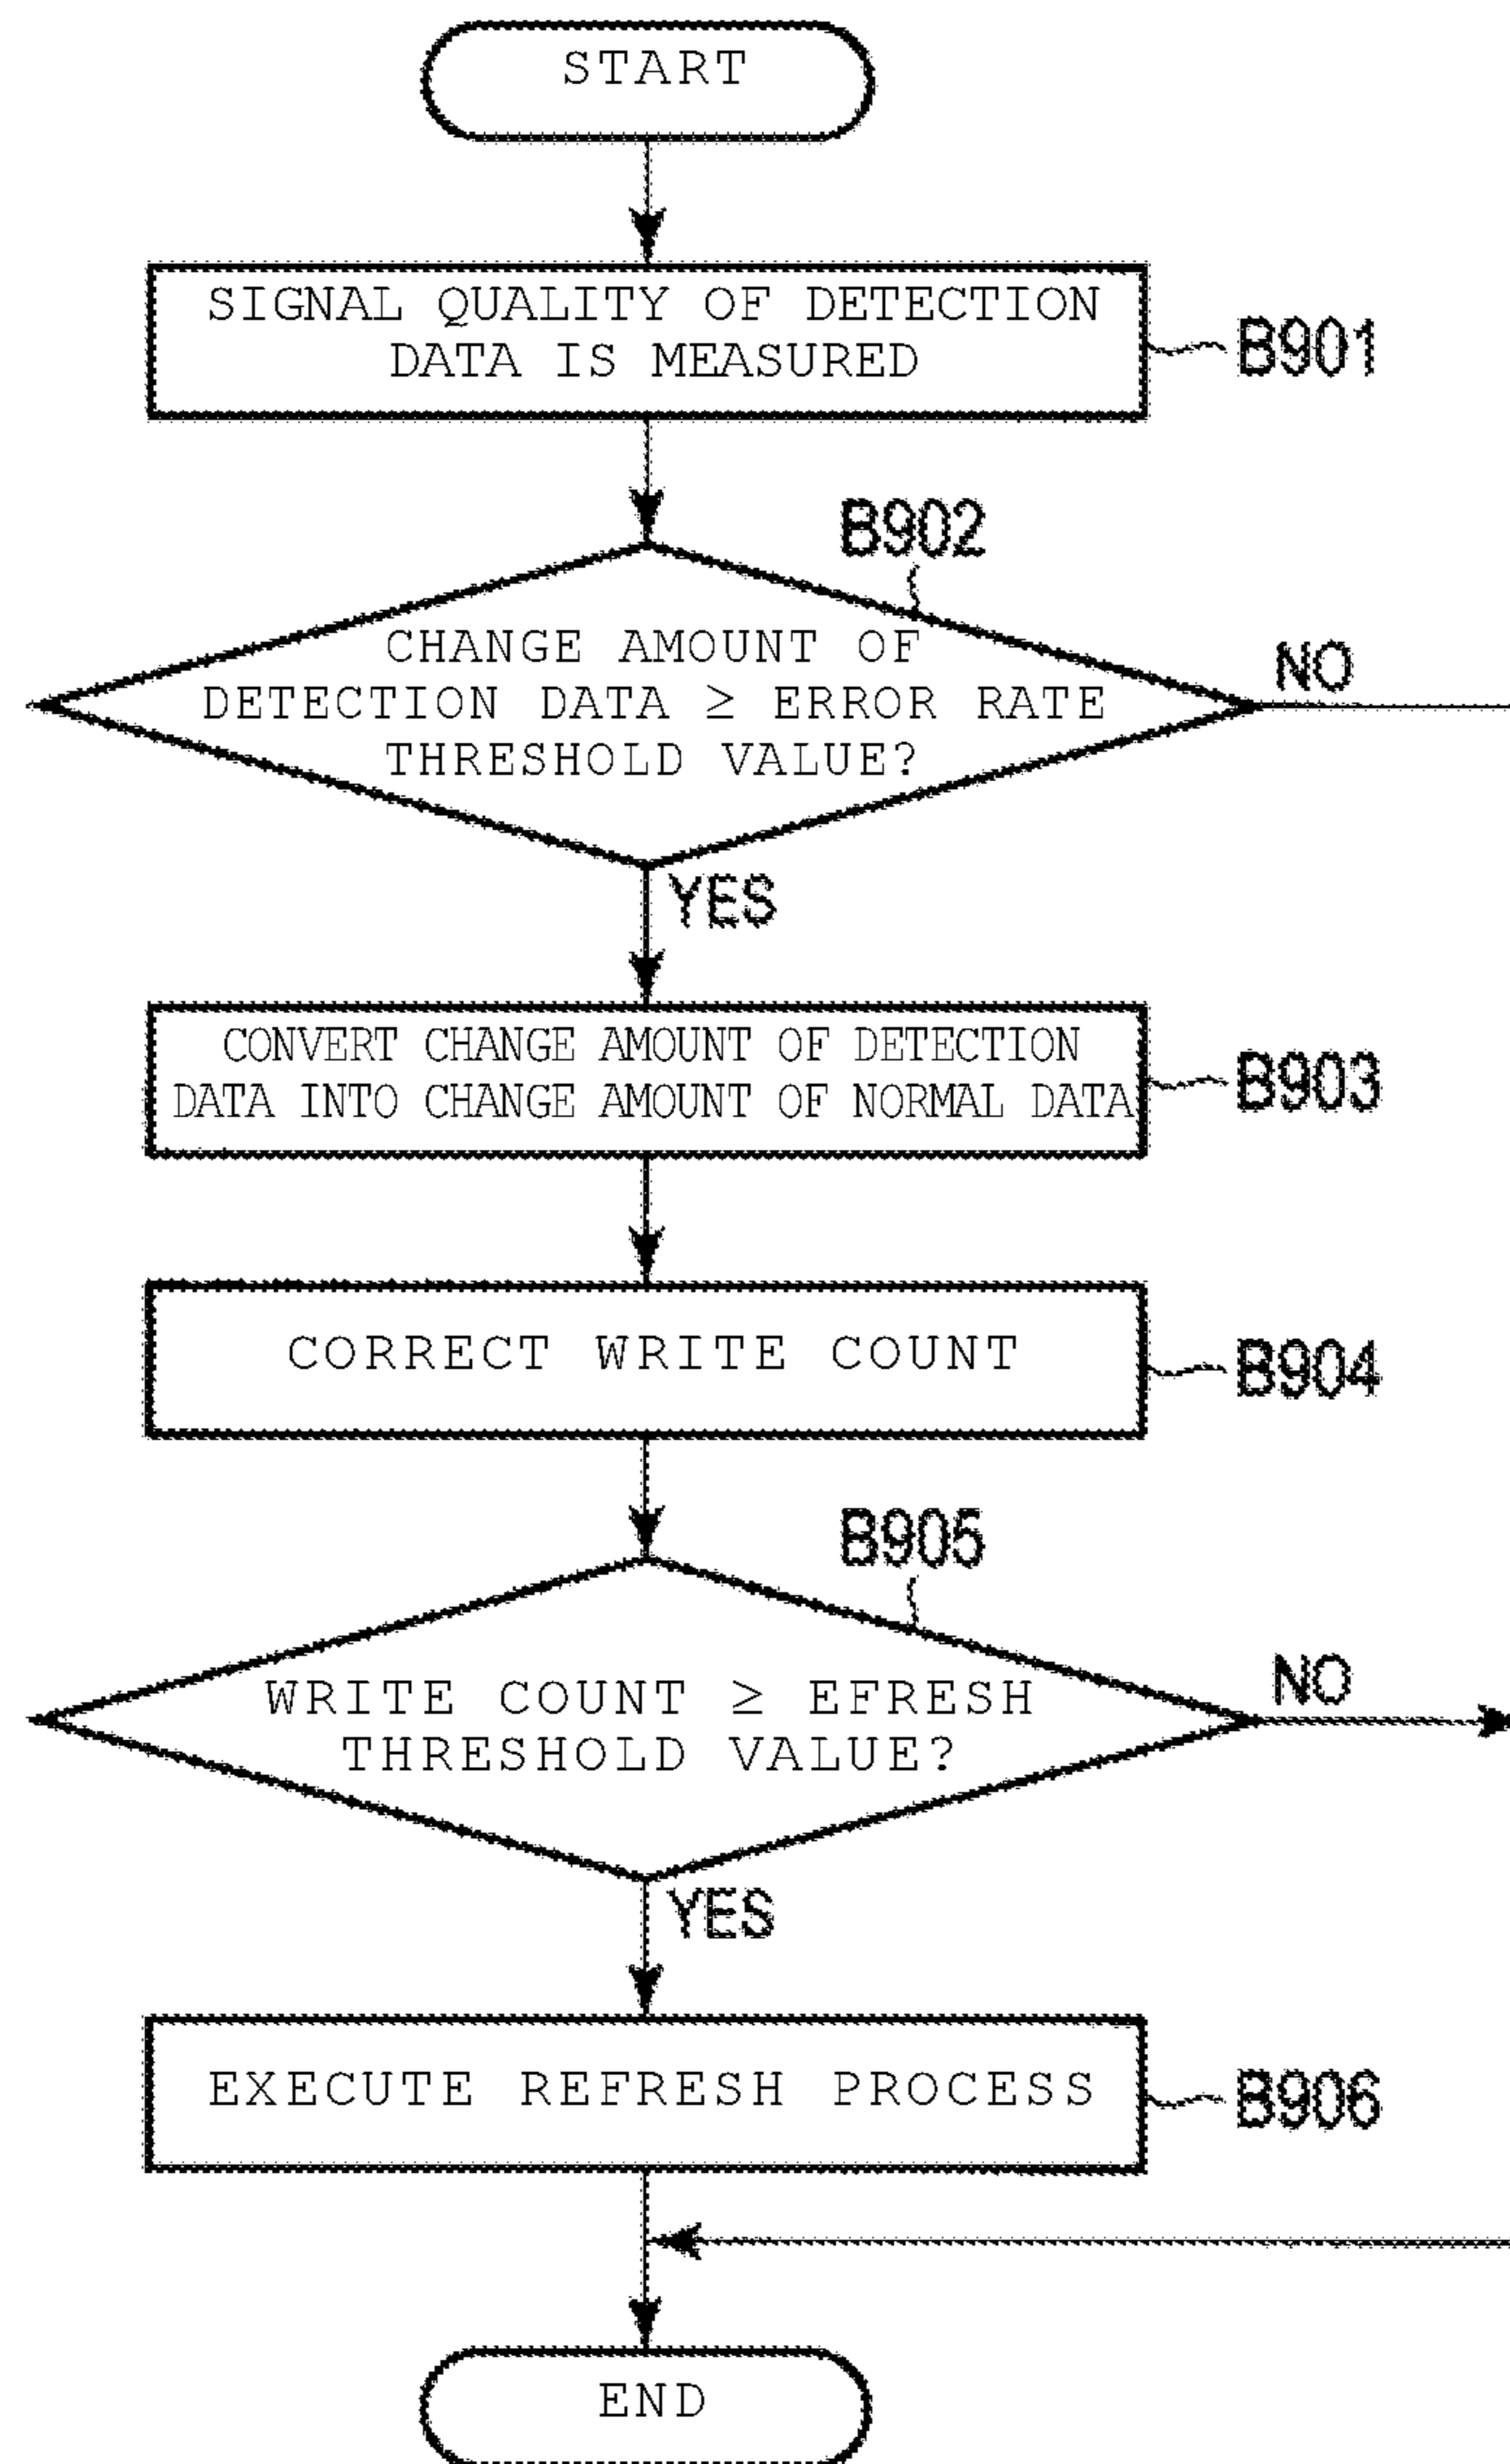 START
SIGNAL QUALITY OF DETECTION
DATA IS MEASURED
B901
B902
CHANGE AMOUNT OF
DETECTION DATA ≥ ERROR RATE
THRESHOLD VALUE?
NO
YES
CONVERT CHANGE AMOUNT OF DETECTION
DATA INTO CHANGE AMOUNT OF NORMAL DATA
B903
CORRECT WRITE COUNT
B904
B905
WRITE COUNT ≥ EFRESH
THRESHOLD VALUE?
NO
YES
EXECUTE REFRESH PROCESS
B906
END